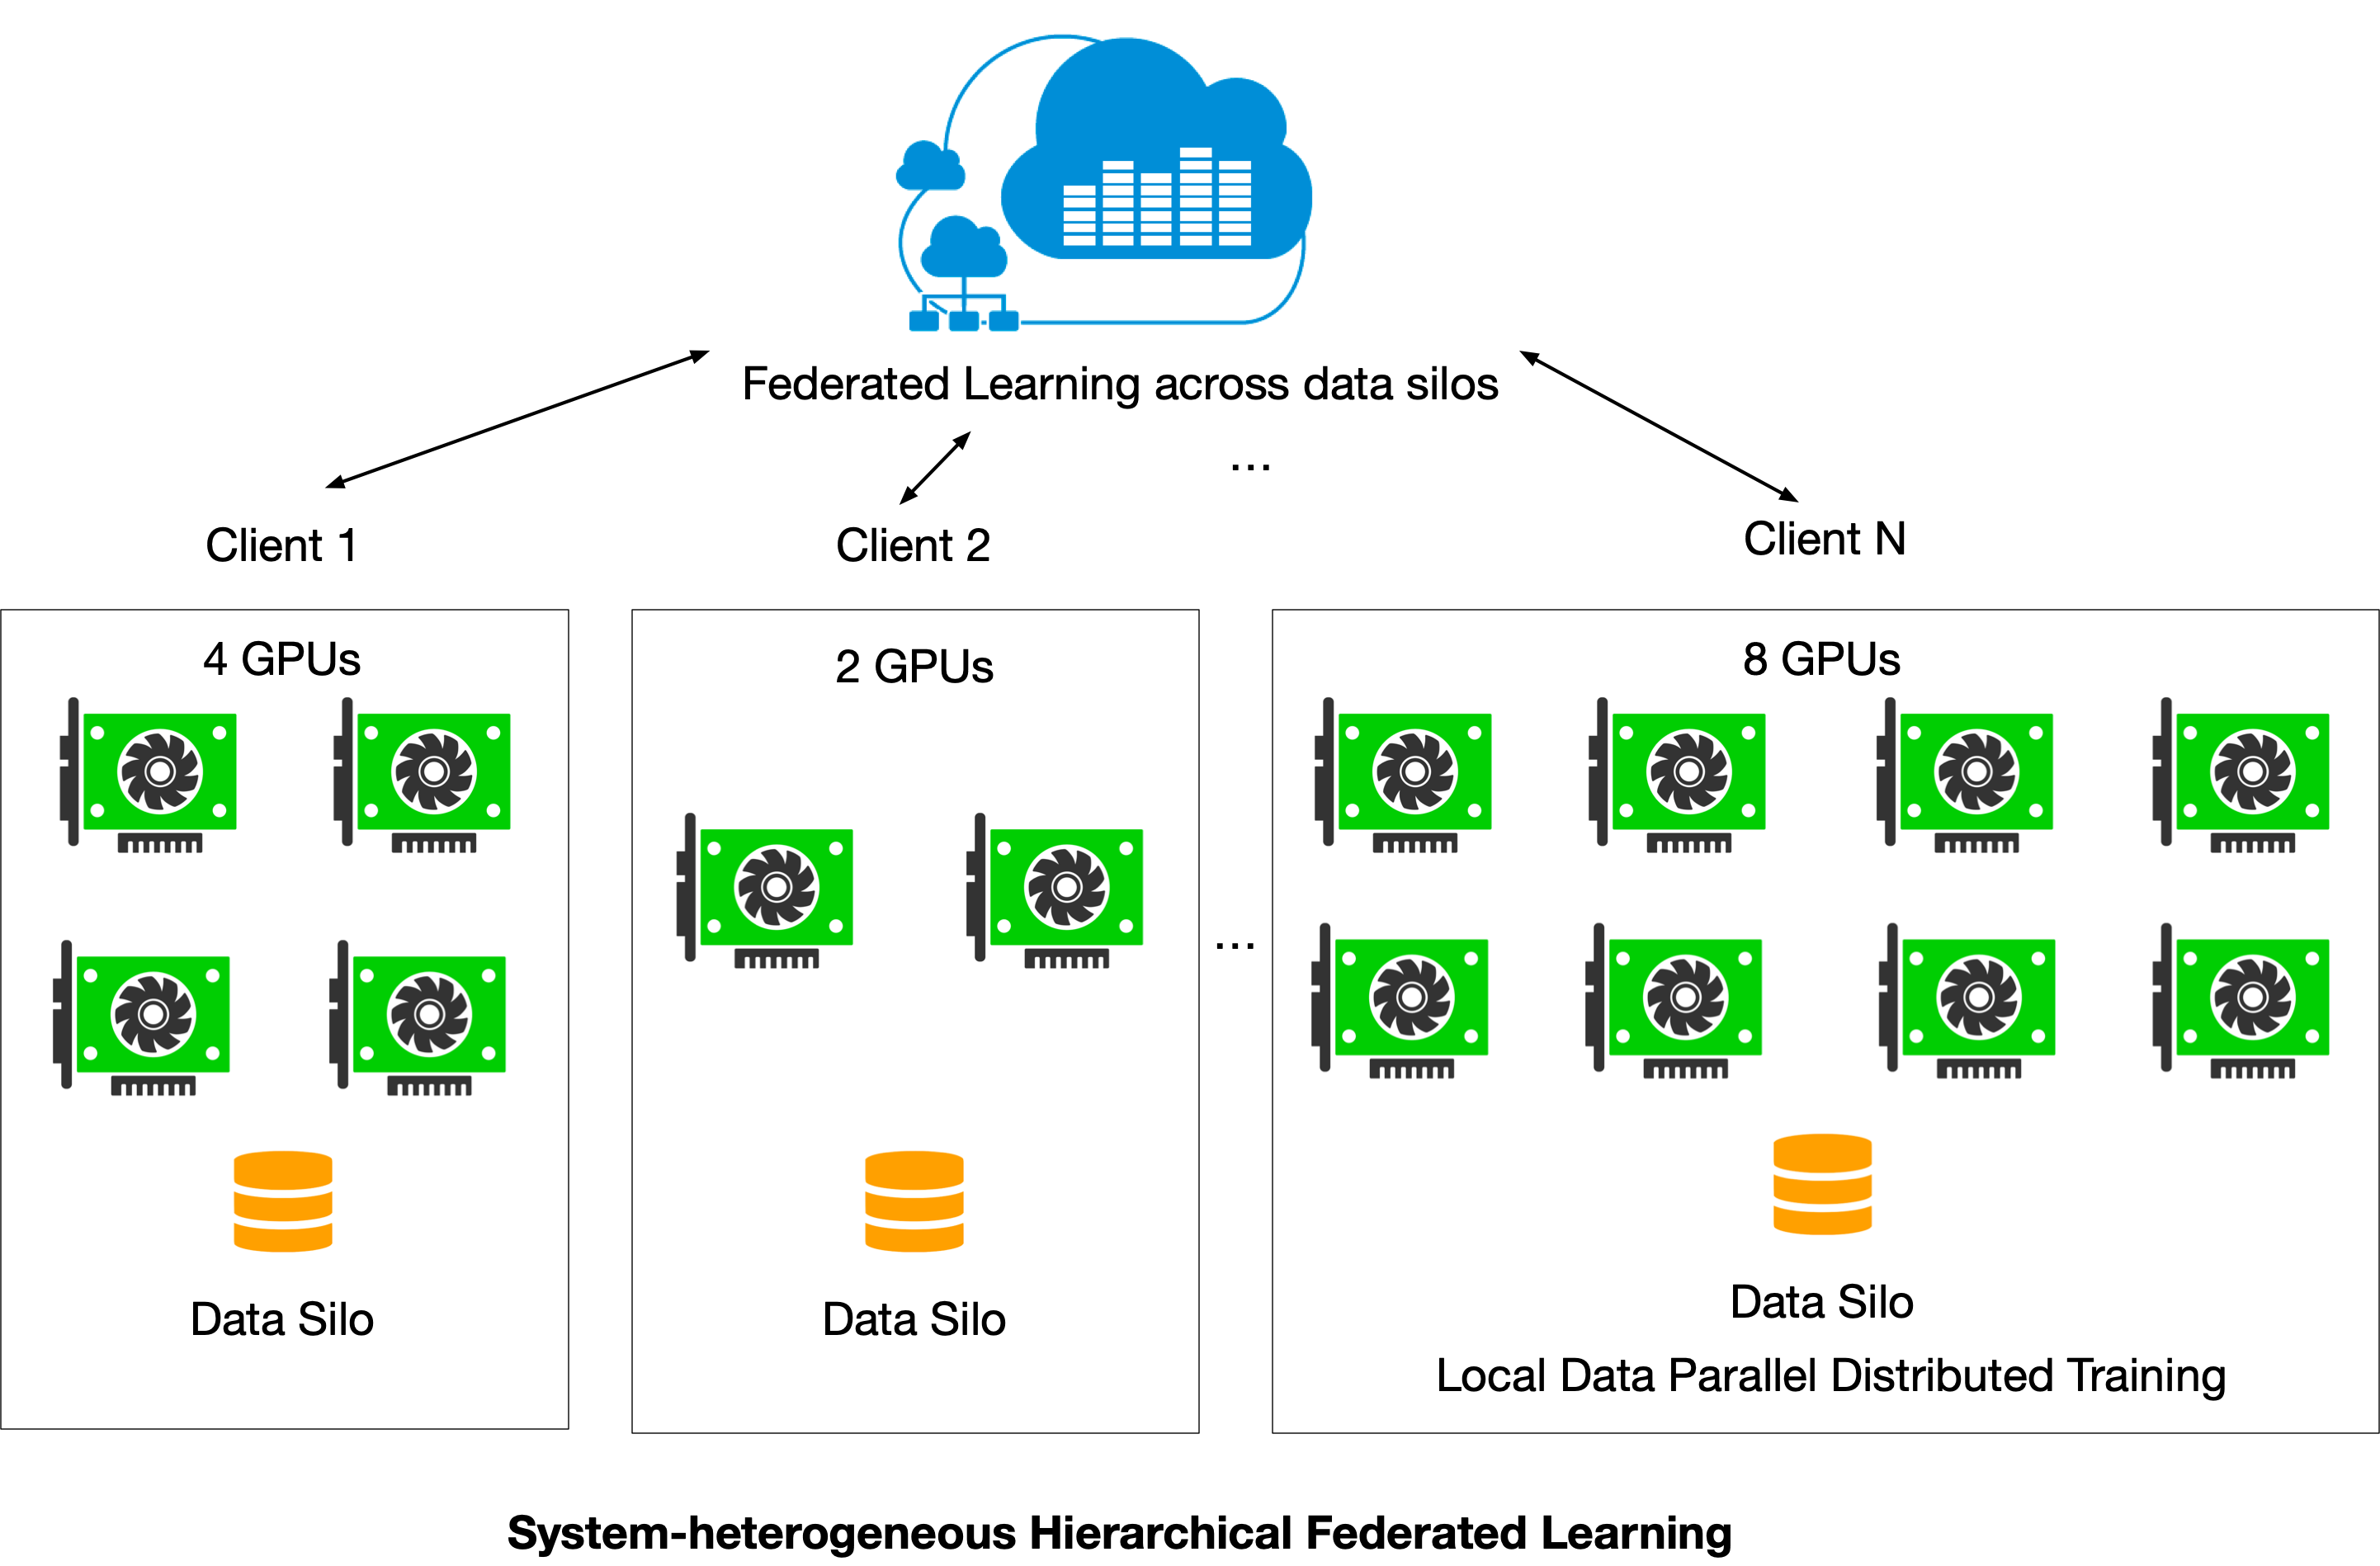 Federated Learning across data silos
...
Client 1
Client 2
Client N
4 GPUs
2 GPUs
8 GPUs
...
Data Silo
Data Silo
Data Silo
Local Data Parallel Distributed Training
System-heterogeneous Hierarchical Federated Learning